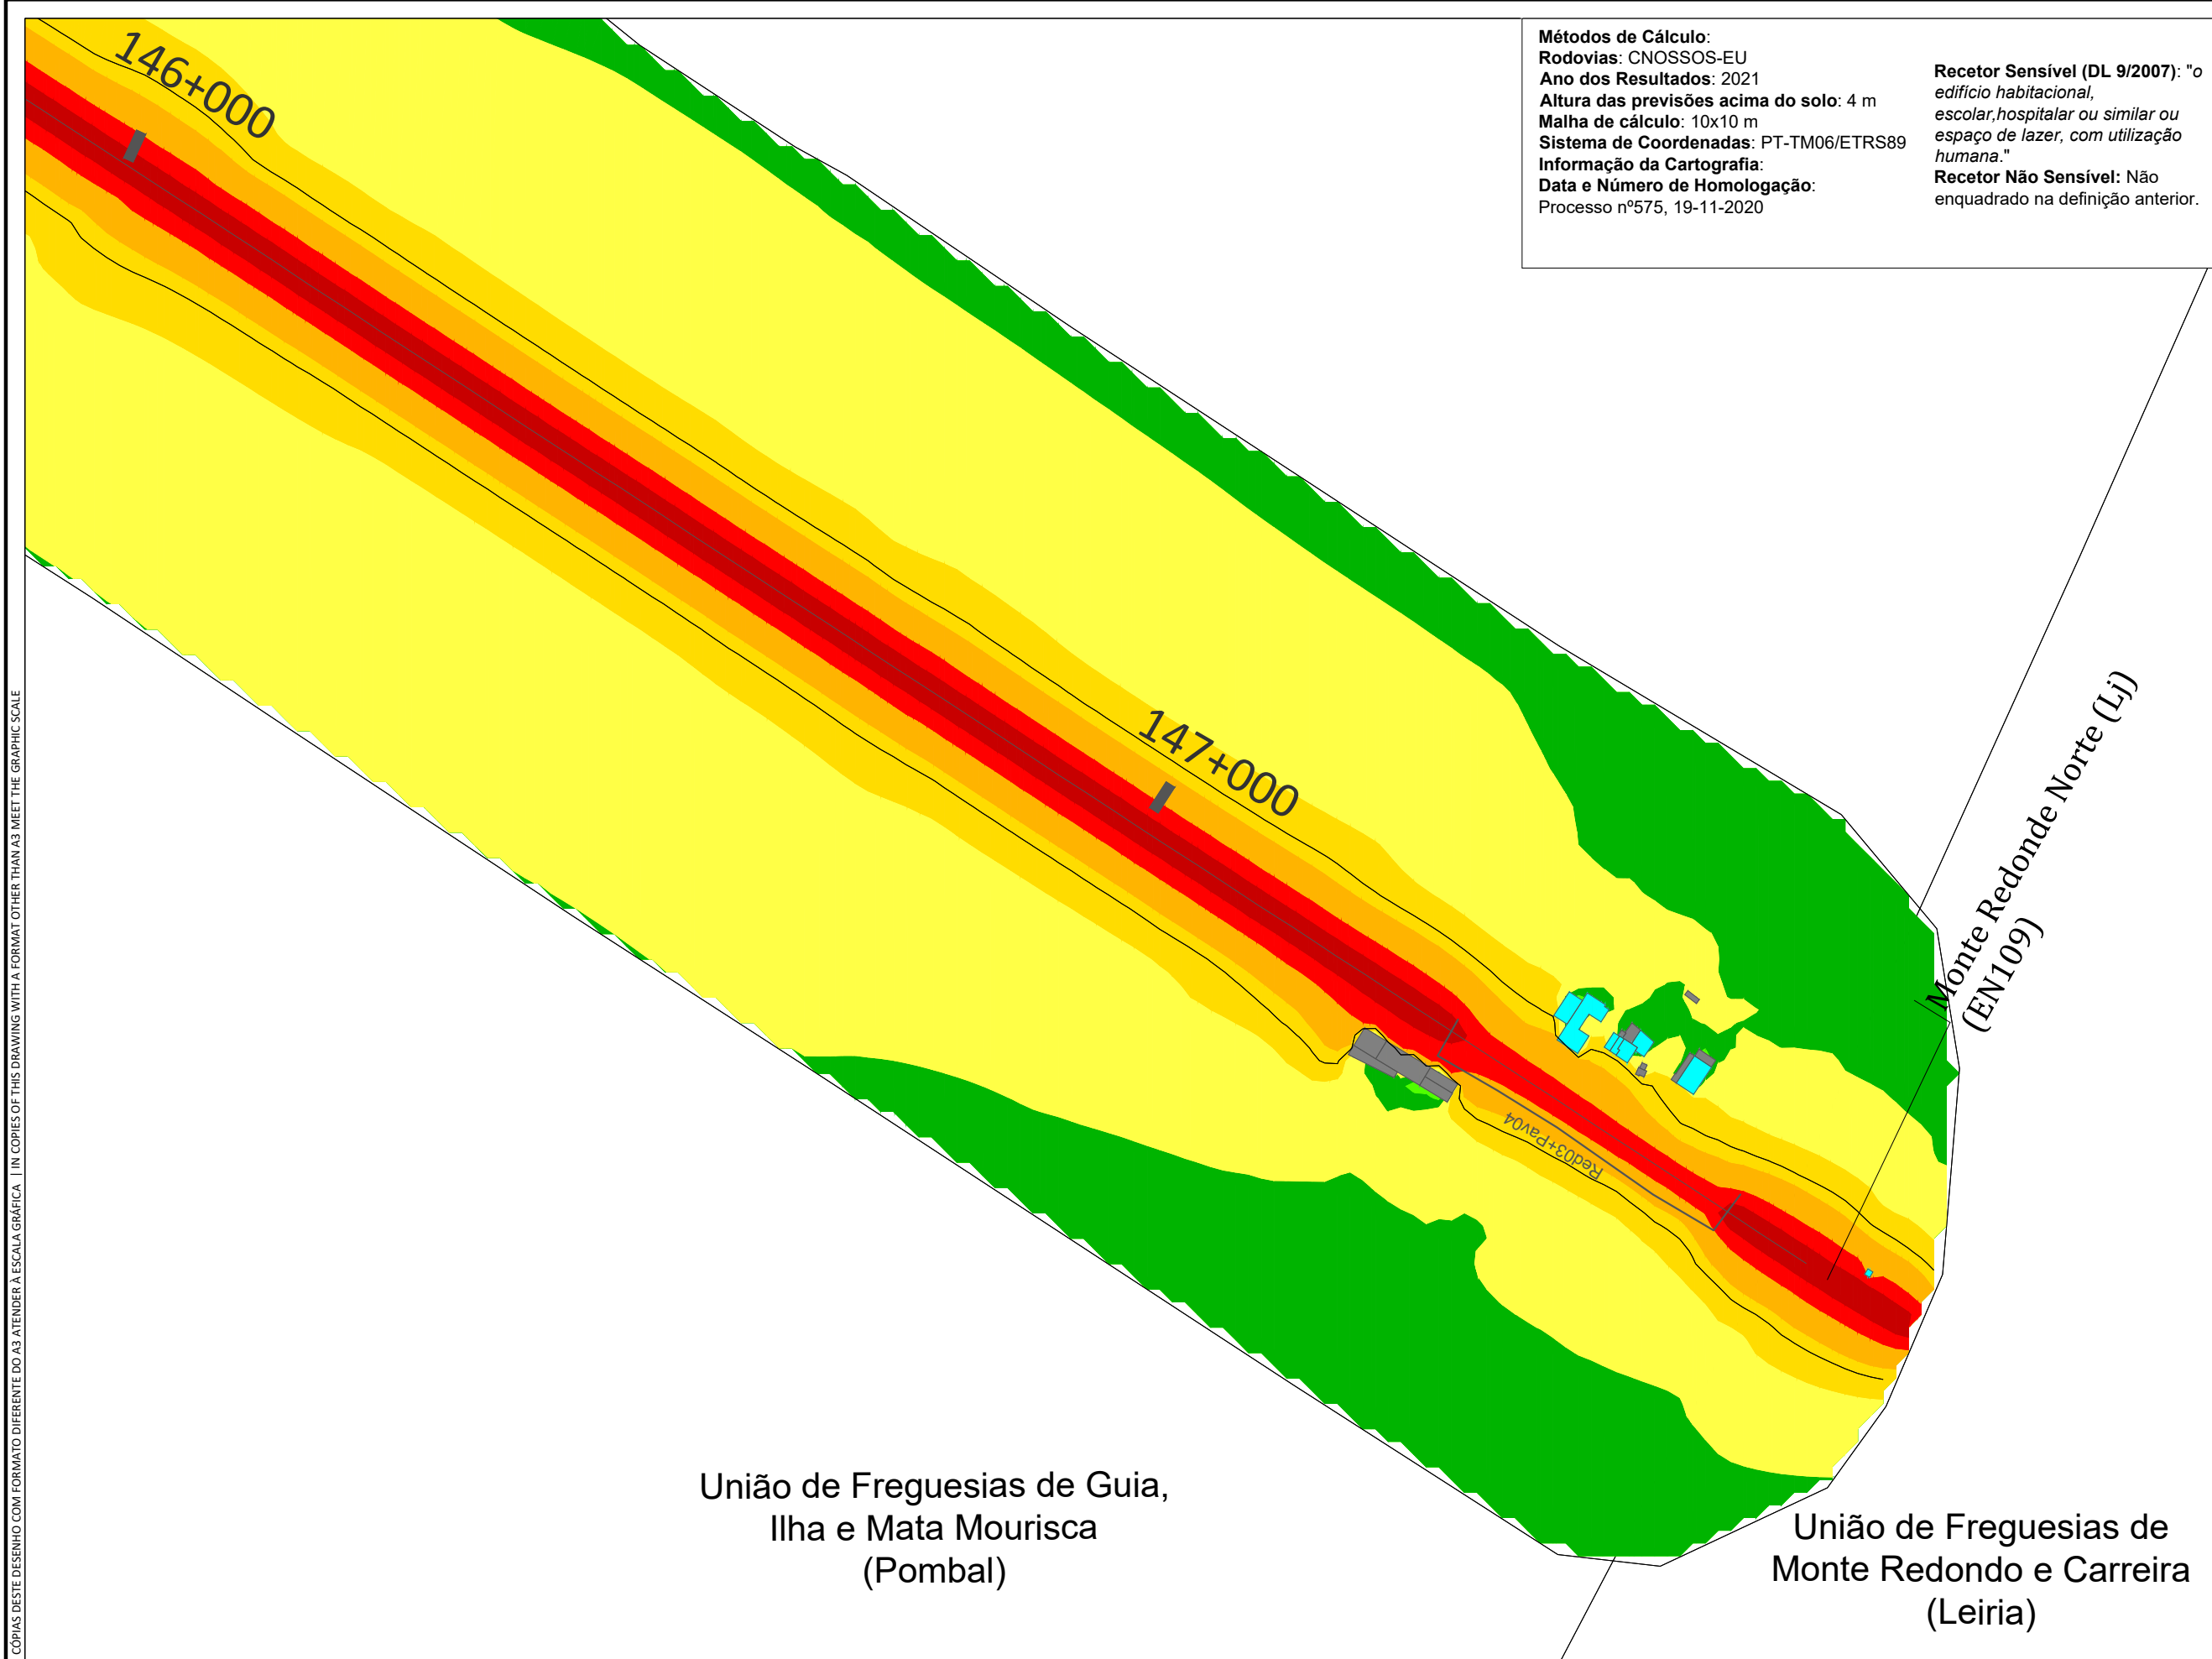 146+000
Métodos de Cálculo:
Rodovias: CNOSSOS-EU
Ano dos Resultados: 2021
Altura das previsões acima do solo: 4 m
Malha de cálculo: 10x10 m
Sistema de Coordenadas: PT-TM06/ETRS89
Informação da Cartografia:
Data e Número de Homologação:
Processo nº575, 19-11-2020
Recetor Sensível (DL 9/2007): "o
edifício habitacional,
escolar,hospitalar ou similar ou
espaço de lazer, com utilização
humana."
Recetor Não Sensível: Não
enquadrado na definição anterior.
147+000
Monte Redonde Norte (Lj)
(EN109)
Red03+Pav04
União de Freguesias de Guia,
Ilha e Mata Mourisca
(Pombal)
União de Freguesias de
Monte Redondo e Carreira
(Leiria)
CÓPIAS DESTE DESENHO COM FORMATO DIFERENTE DO A3 ATENDER À ESCALA GRÁFICA | IN COPIES OF THIS DRAWING WITH A FORMAT OTHER THAN A3 MEET THE GRAPHIC SCALE